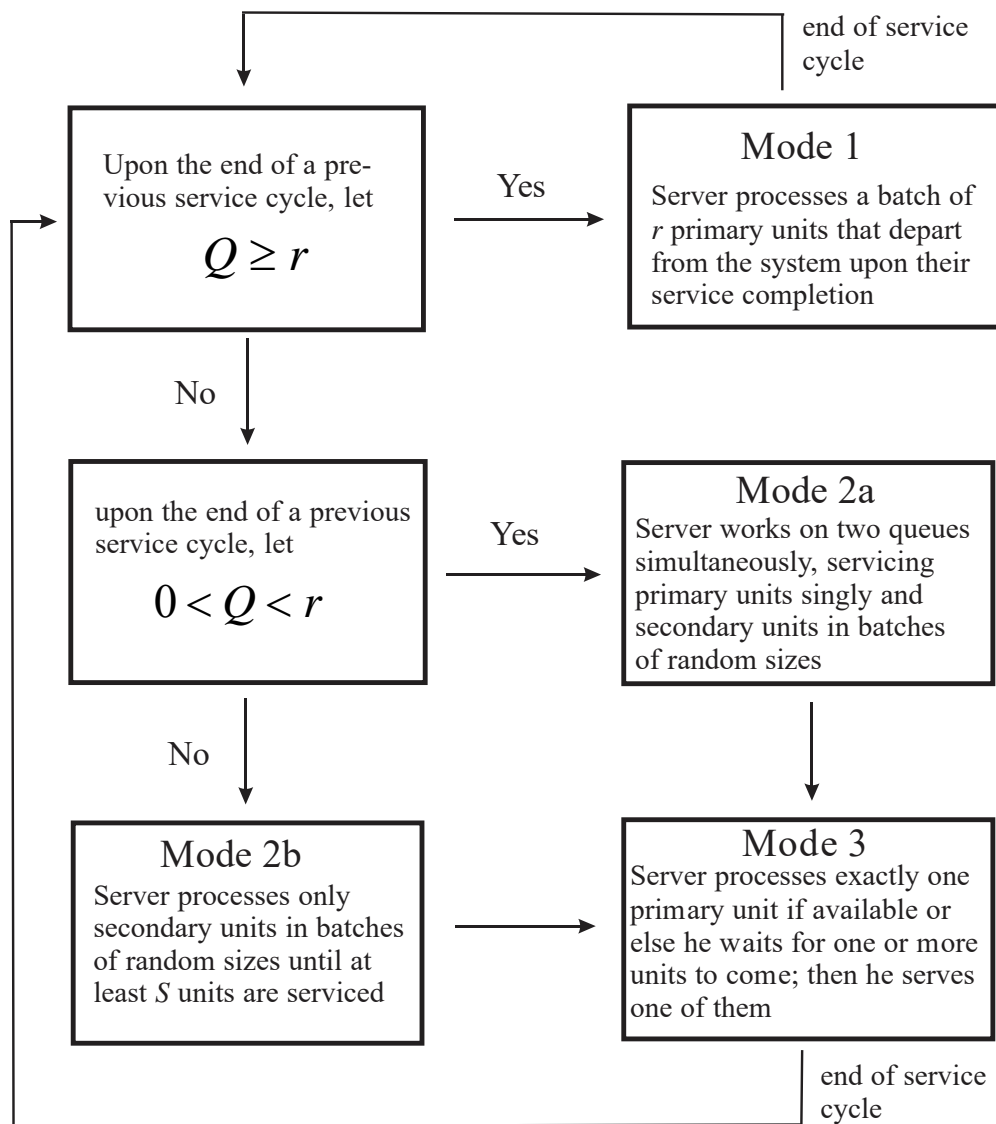 end of service
cycle
Upon the end of a pre-
vious service cycle, let
Q ≥ r
Yes
Mode 1
Server processes a batch of
r primary units that depart
from the system upon their
service completion
No
upon the end of a previous
service cycle, let
0 < Q < r
Yes
Mode 2a
Server works on two queues
simultaneously, servicing
primary units singly and
secondary units in batches
of random sizes
No
Mode 2b
Server processes only
secondary units in batches
of random sizes until at
least S units are serviced
Mode 3
Server processes exactly one
primary unit if available or
else he waits for one or more
units to come; then he serves
one of them
end of service
cycle